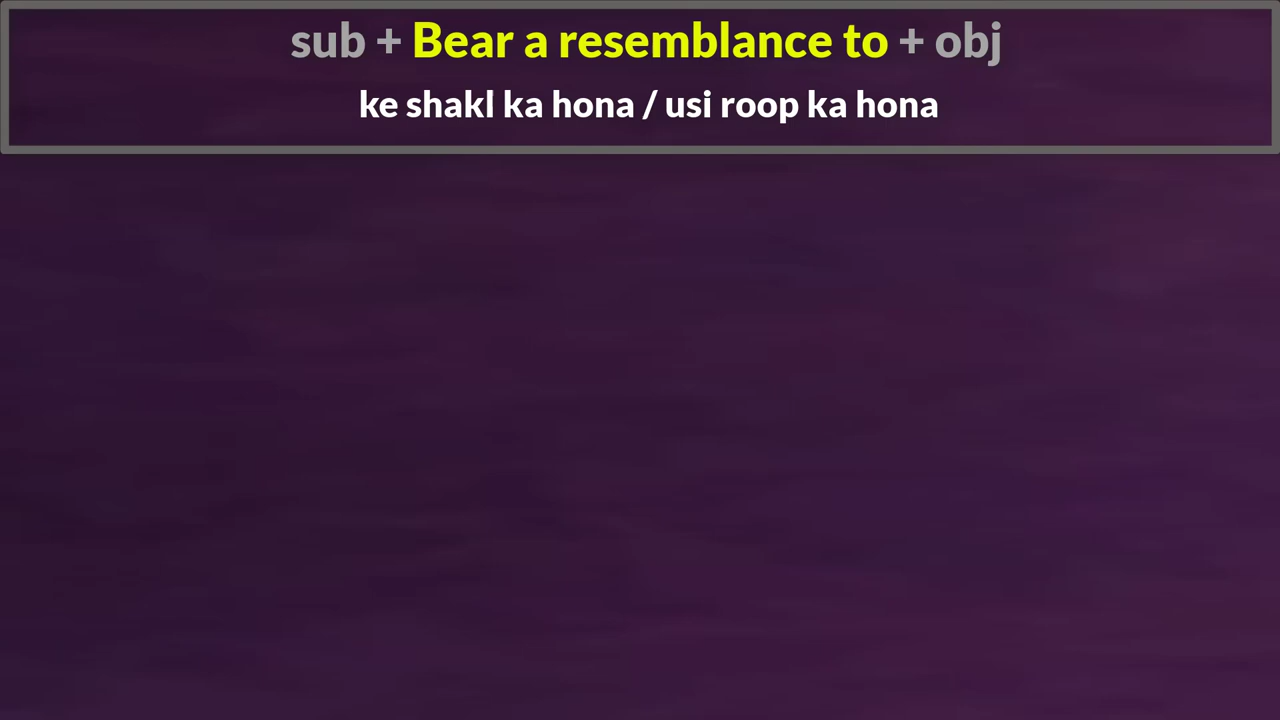 sub + Bear a resemblance to + obj
ke shakl ka hona / usi roop ka hona